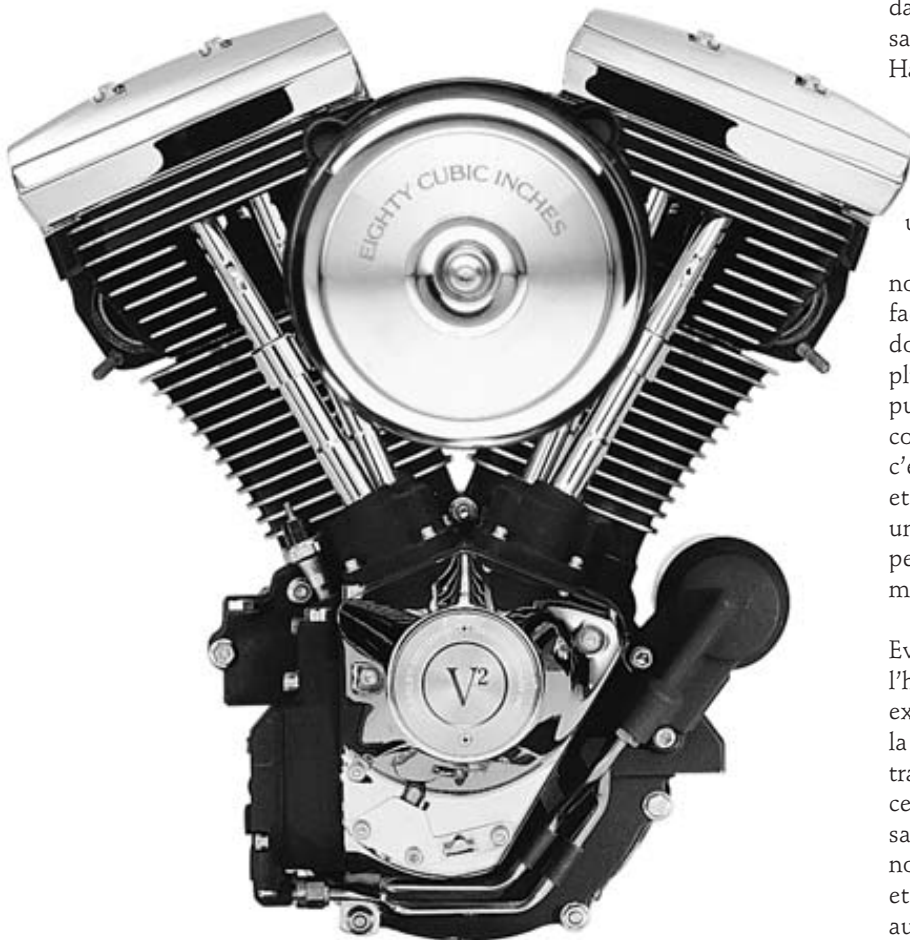 EIGHTY CUBIC INCHES
V²
da
sa
Ha
u
no
fa
do
pl
pu
co
c'e
et
un
pe
m
Ev
l'h
ex
la
tra
ce
sa
no
et
au